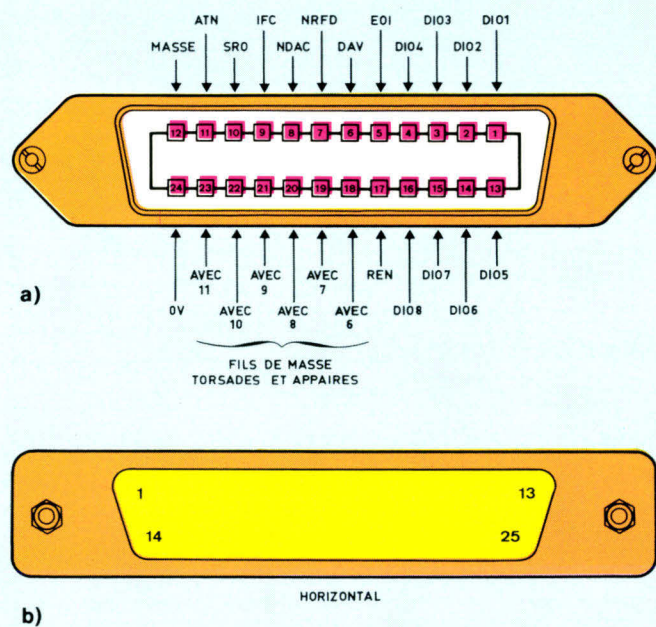 ATN IFC NRFD EOI DIO3 DIO1
MASSE SRO NDAC DAV DIO4 DIO2
12 11 10 9 8 7 6 5 4 3 2 1
24 23 22 21 20 19 18 17 16 15 14 13
AVEC 11 AVEC 9 AVEC 7 REN DIO7 DIO5
a)
0V AVEC 10 AVEC 8 AVEC 6 DIO8 DIO6
FILS DE MASSE
TORSADES ET APPAIRES
1 13
14 25
HORIZONTAL
b)